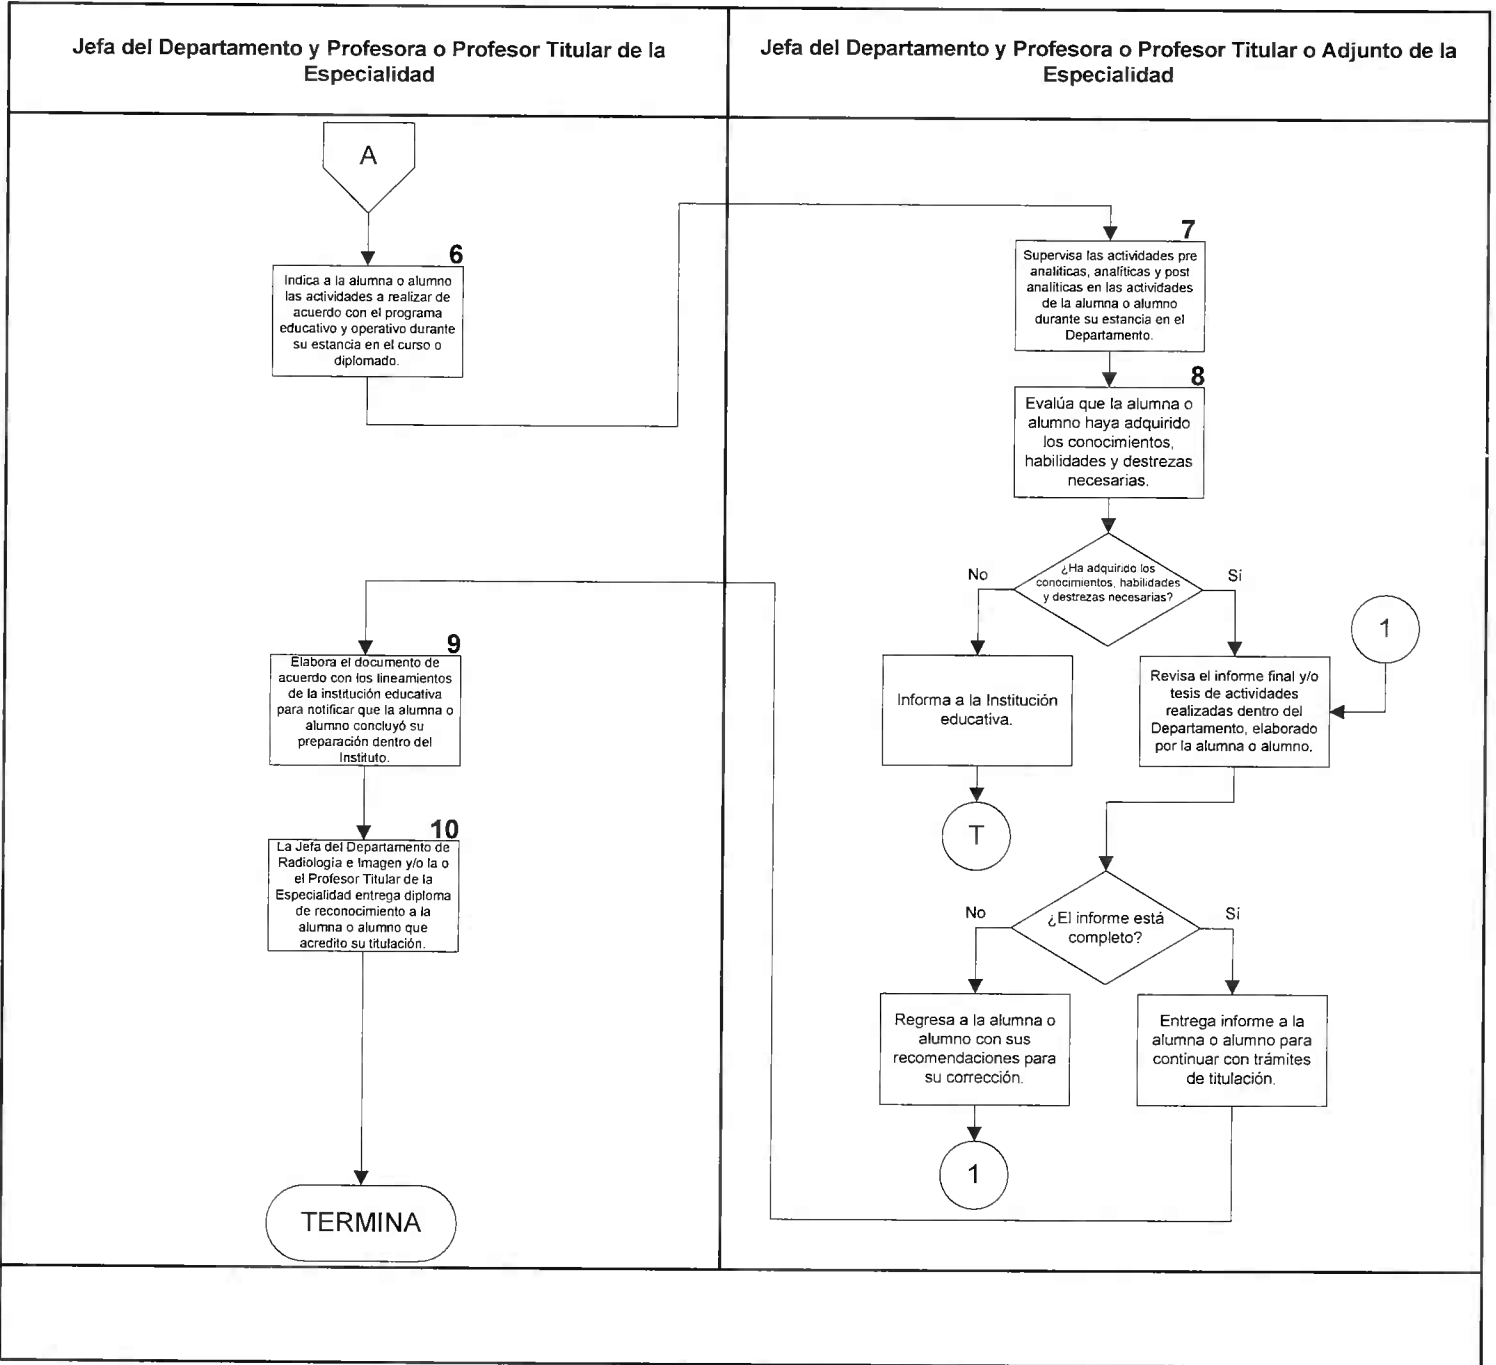 Jefa del Departamento y Profesora o Profesor Titular de la
Especialidad
Jefa del Departamento y Profesora o Profesor Titular o Adjunto de la
Especialidad
A
6
Indica a la alumna o alumno
las actividades a realizar de
acuerdo con el programa
educativo y operativo durante
su estancia en el curso o
diplomado.
7
Supervisa las actividades pre
analíticas, analíticas y post
analíticas en las actividades
de la alumna o alumno
durante su estancia en el
Departamento.
8
Evalúa que la alumna o
alumno haya adquirido
los conocimientos,
habilidades y destrezas
necesarias.
¿Ha adquirido los
conocimientos, habilidades
y destrezas necesarias?
No
Sí
1
Informa a la Institución
educativa.
T
Revisa el informe final y/o
tesis de actividades
realizadas dentro del
Departamento, elaborado
por la alumna o alumno.
¿El informe está
completo?
No
Sí
Regresa a la alumna o
alumno con sus
recomendaciones para
su corrección.
1
Entrega informe a la
alumna o alumno para
continuar con trámites
de titulación.
9
Elabora el documento de
acuerdo con los lineamientos
de la institución educativa
para notificar que la alumna o
alumno concluyó su
preparación dentro del
Instituto.
10
La Jefa del Departamento de
Radiología e Imagen y/o la o
el Profesor Titular de la
Especialidad entrega diploma
de reconocimiento a la
alumna o alumno que
acredito su titulación.
TERMINA